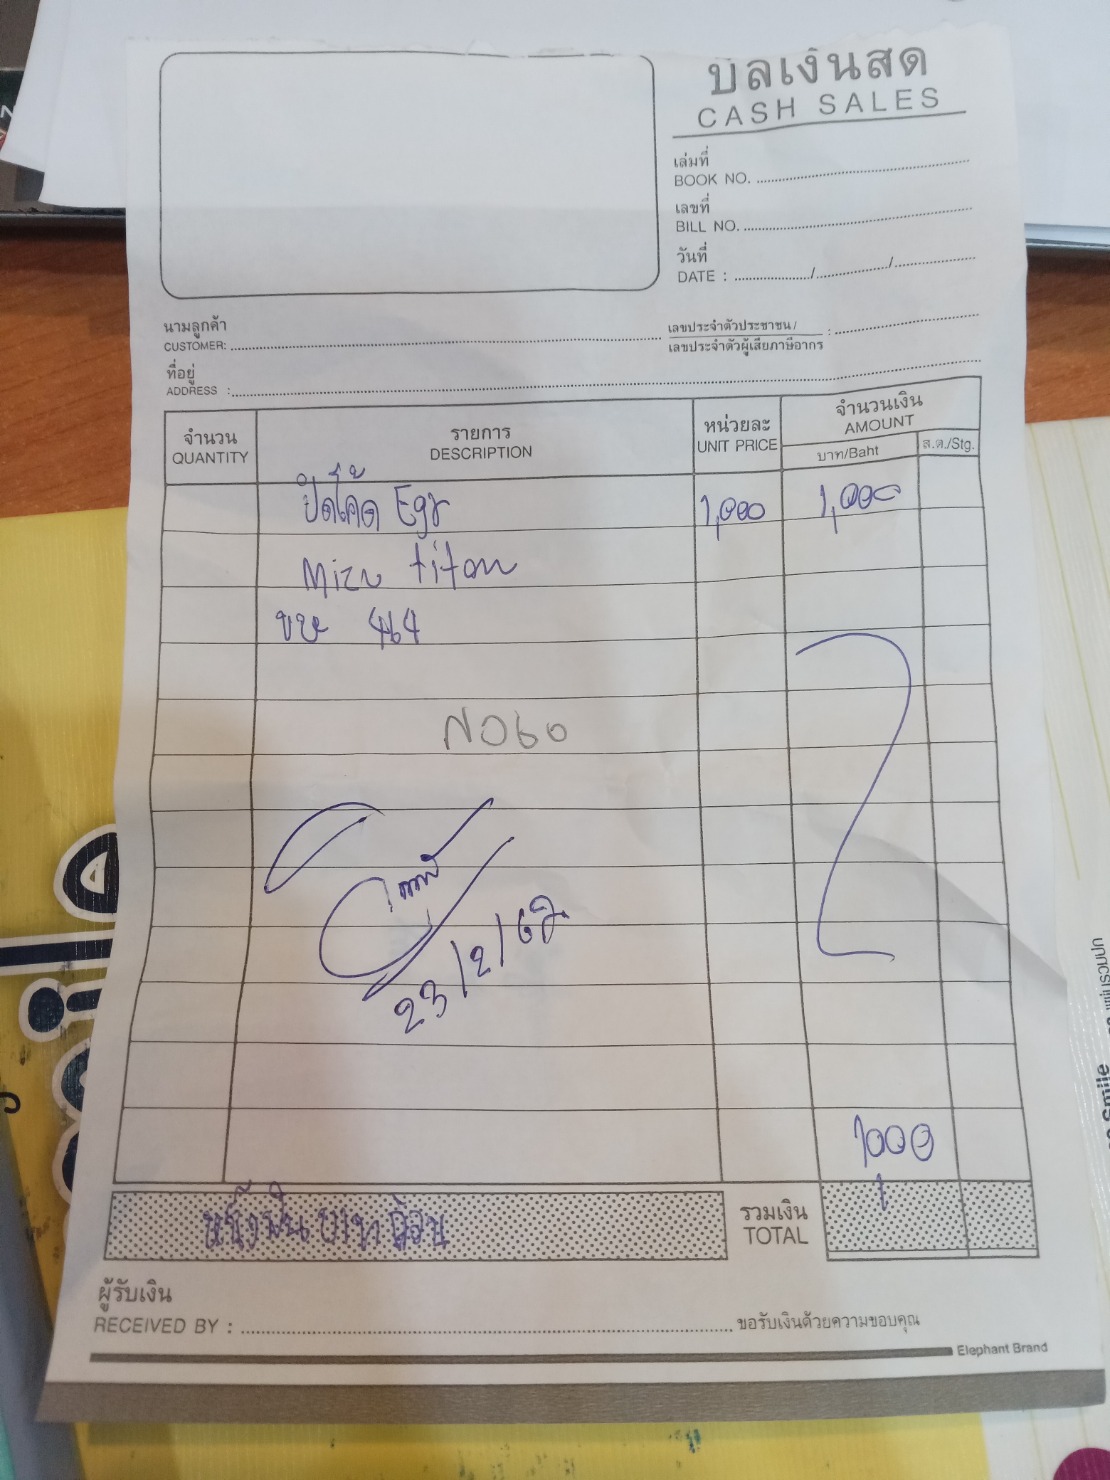 บิลเงินสด
CASH SALES
เล่มที่
BOOK NO.
เลขที่
BILL NO.
วันที่
DATE : / /
นามลูกค้า
CUSTOMER:
เลขประจำตัวประชาชน/
เลขประจำตัวผู้เสียภาษีอากร :
ที่อยู่
ADDRESS :
จำนวน
QUANTITY
รายการ
DESCRIPTION
หน่วยละ
UNIT PRICE
จำนวนเงิน
AMOUNT
บาท/Baht
ส.ต./Stg.
ปิดโค้ด Egr 1,000 1,000
Mizu titan
464
N060
23/2/62
1000
หนึ่งพันบาทถ้วน
รวมเงิน
TOTAL
ผู้รับเงิน
RECEIVED BY :
ขอรับเงินด้วยความขอบคุณ
Elephant Brand